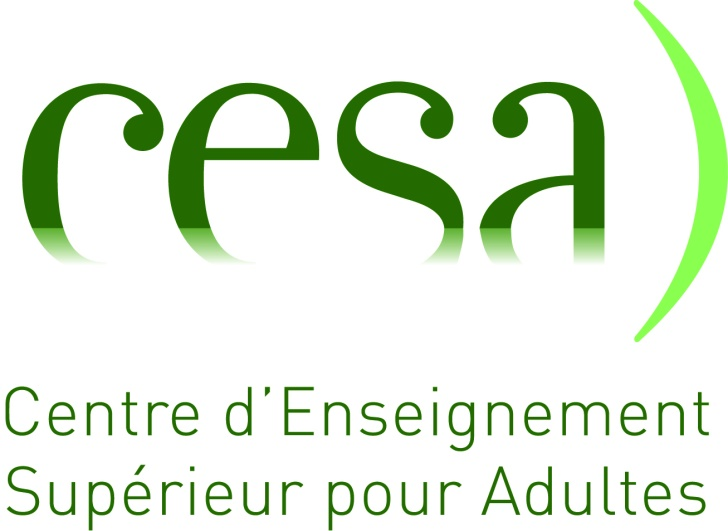 cesa)
Centre d'Enseignement
Supérieur pour Adultes